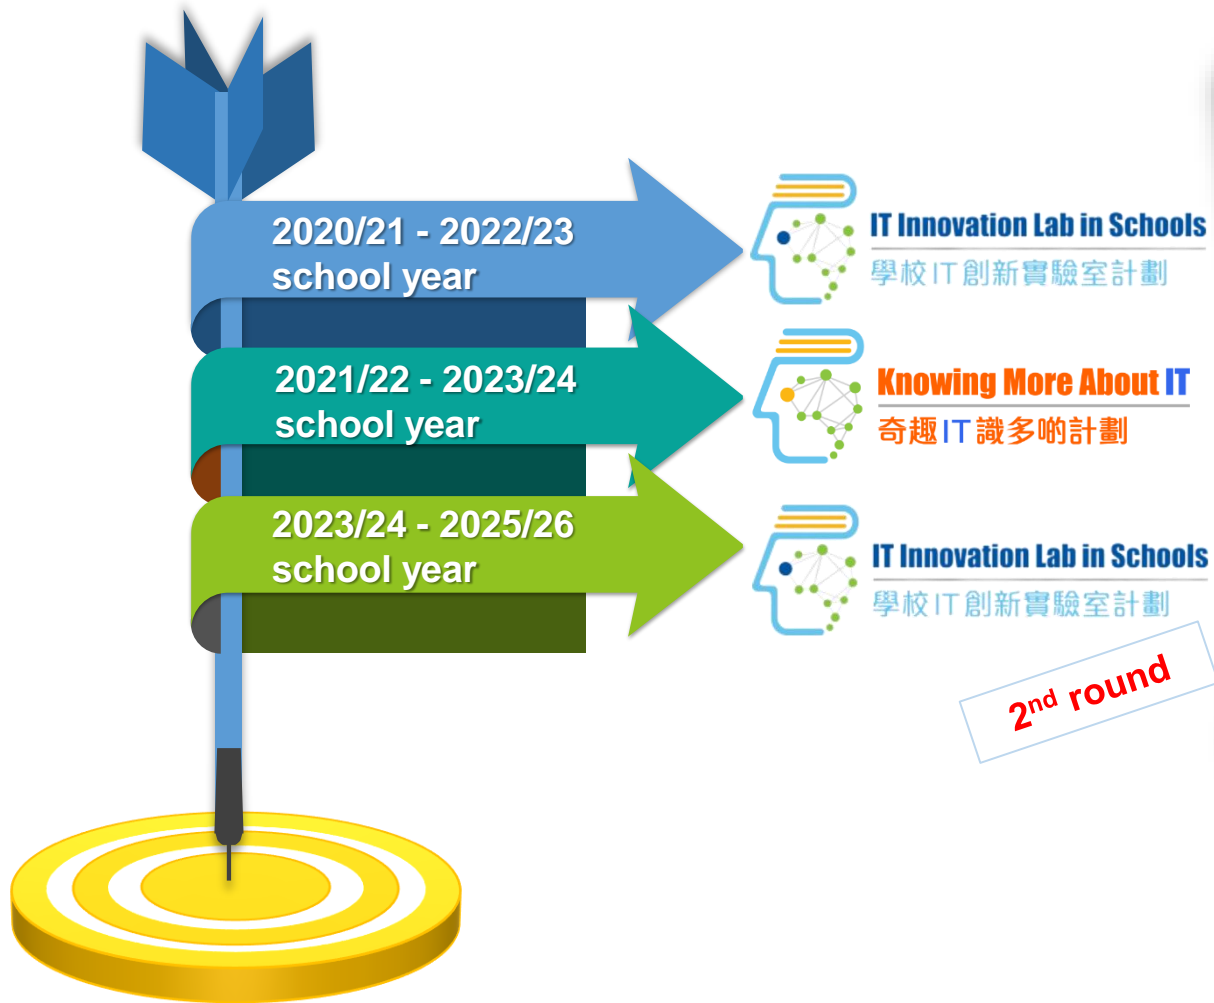 2020/21 - 2022/23
school year
IT Innovation Lab in Schools
學校IT創新實驗室計劃
2021/22 - 2023/24
school year
Knowing More About IT
奇趣IT識多啲計劃
2023/24 - 2025/26
school year
IT Innovation Lab in Schools
學校IT創新實驗室計劃
2nd round